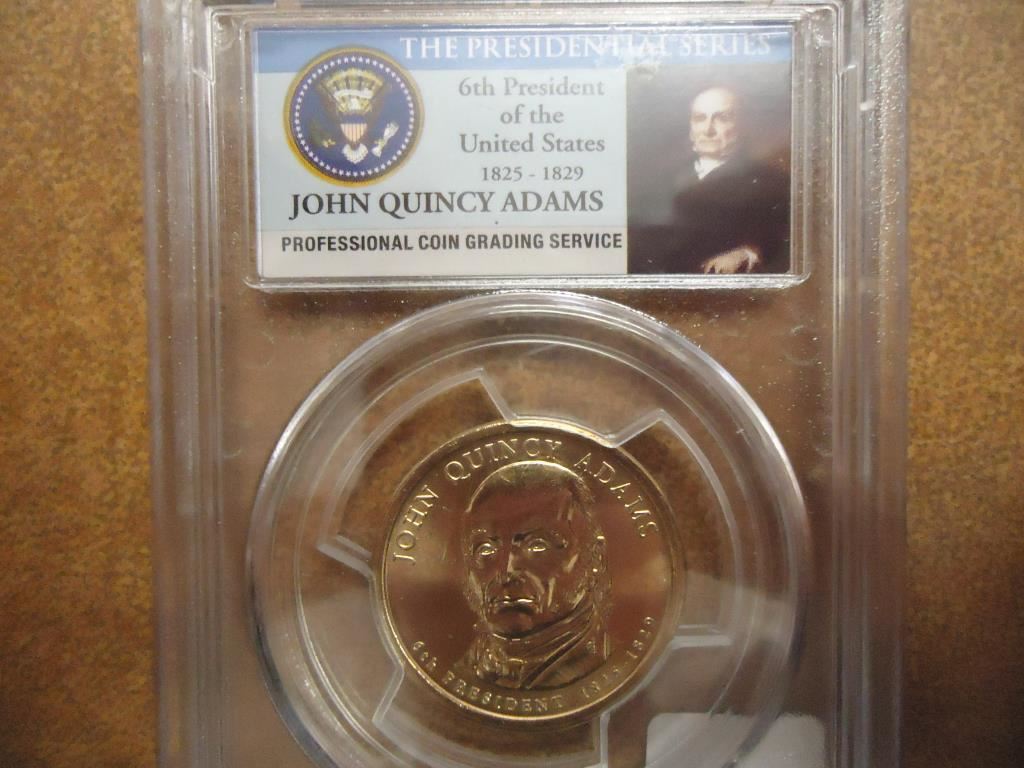 THE PRESIDENTIAL SERIES
6th President
of the
United States
1825 - 1829
JOHN QUINCY ADAMS
PROFESSIONAL COIN GRADING SERVICE
JOHN QUINCY ADAMS
6th PRESIDENT 1825-1829